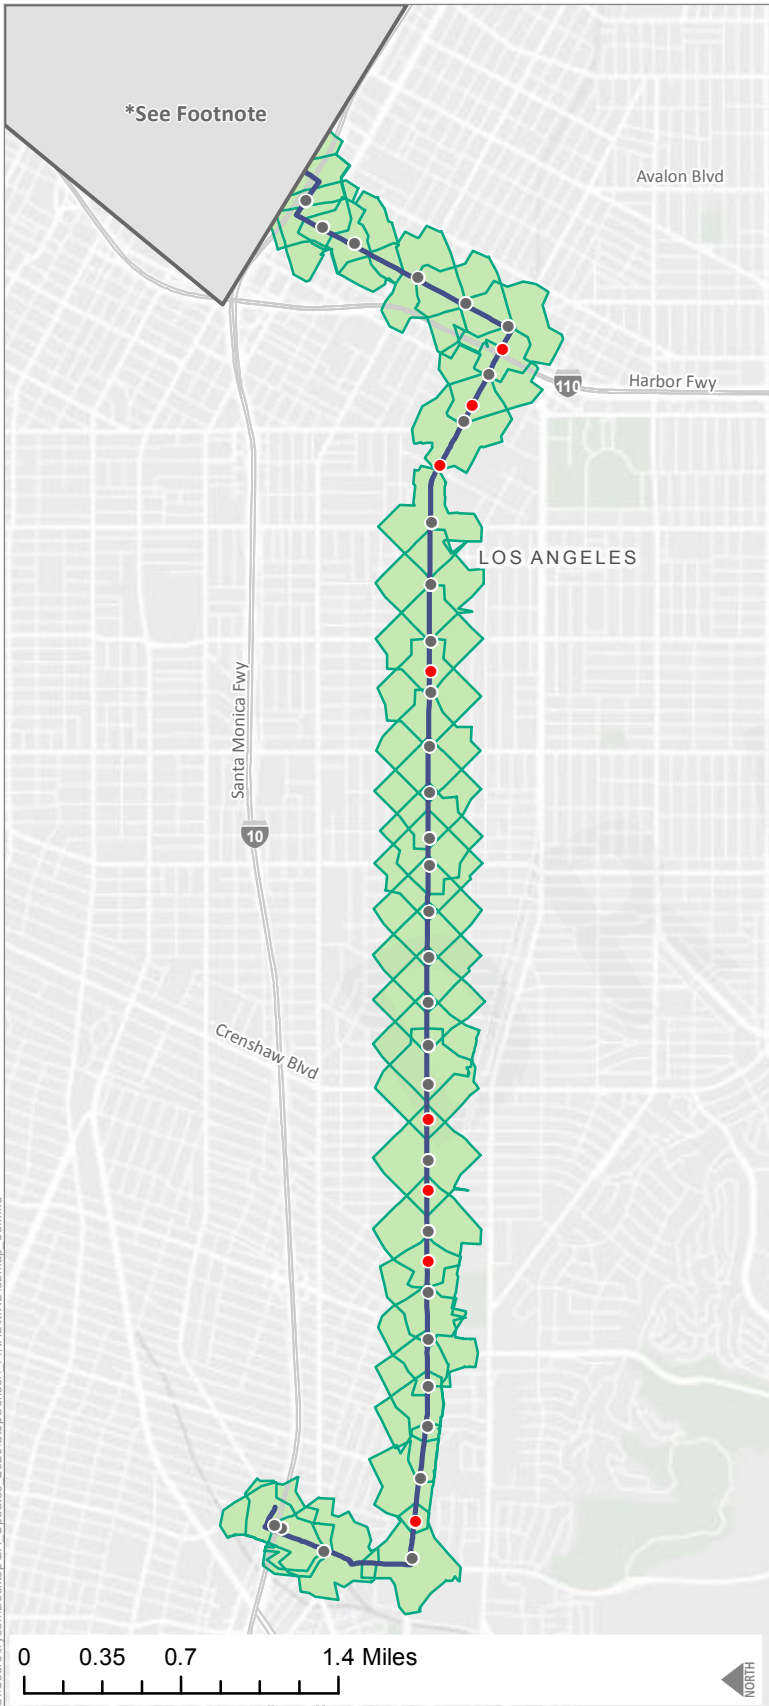 *See Footnote
Avalon Blvd
110
Harbor Fwy
LOS ANGELES
Santa Monica Fwy
10
Crenshaw Blvd
0 0.35 0.7 1.4 Miles
NORTH